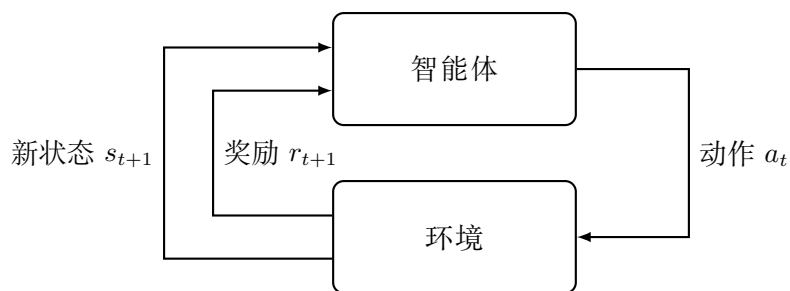 智能体
新状态 s_{t+1}
奖励 r_{t+1}
动作 a_t
环境